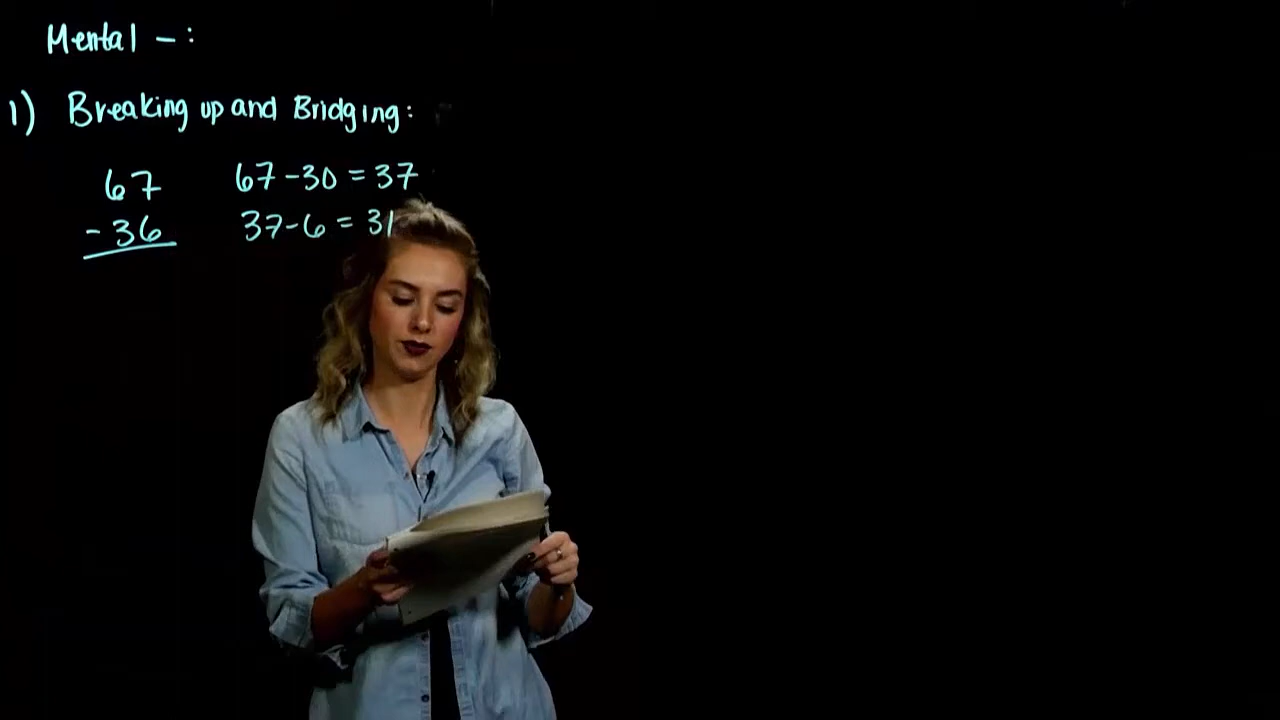 Mental - :
1) Breaking up and Bridging:
67 67 - 30 = 37
- 36 37 - 6 = 31